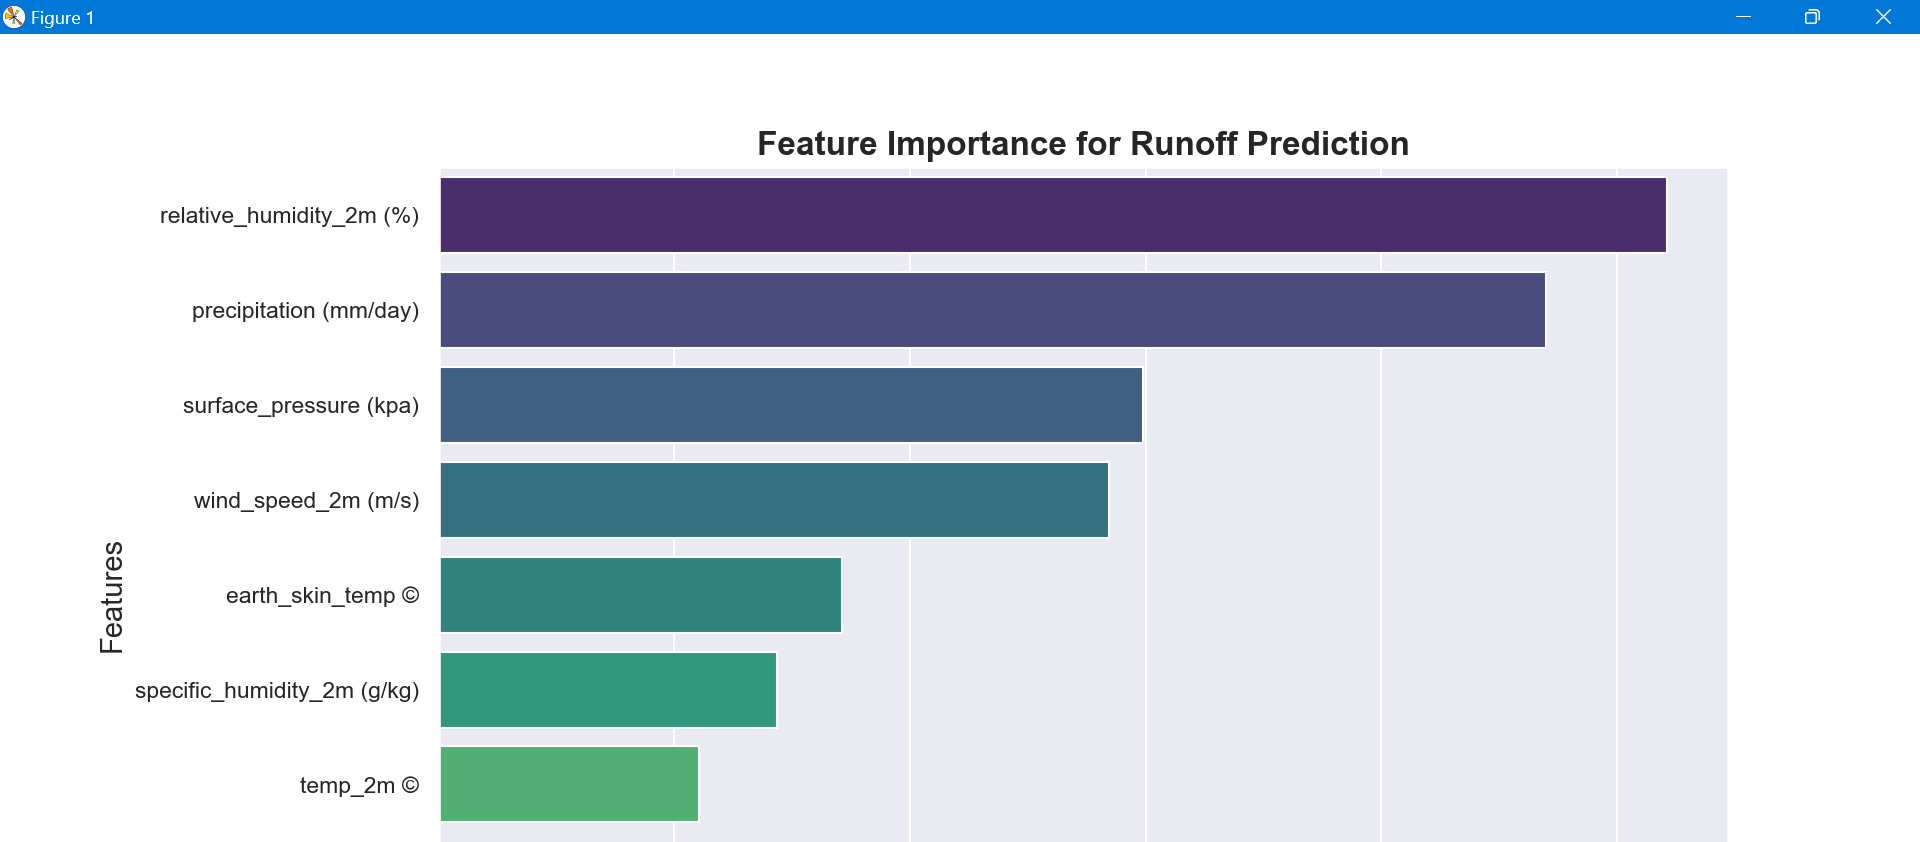 Figure 1
Feature Importance for Runoff Prediction
relative_humidity_2m (%)
precipitation (mm/day)
surface_pressure (kpa)
wind_speed_2m (m/s)
earth_skin_temp ©
specific_humidity_2m (g/kg)
temp_2m ©
Features